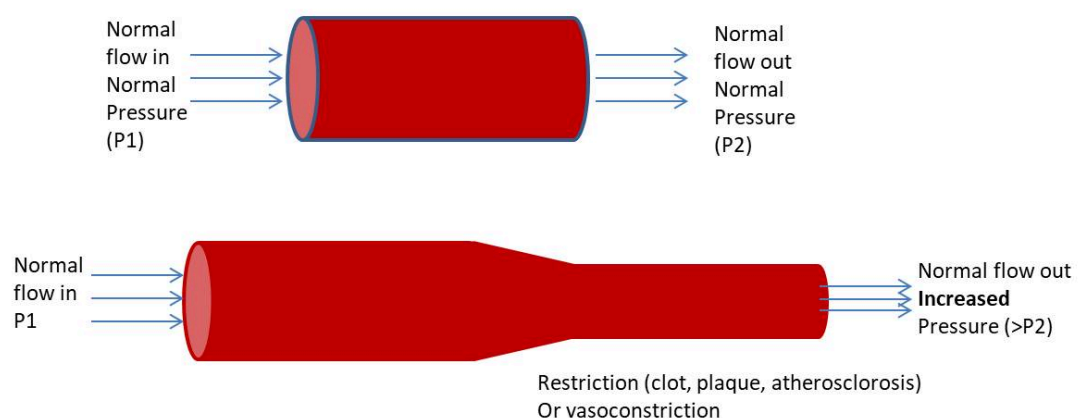 Normal
flow in
Normal
Pressure
(P1)
Normal
flow out
Normal
Pressure
(P2)
Normal
flow in
P1
Normal flow out
Increased
Pressure (>P2)
Restriction (clot, plaque, atherosclorosis)
Or vasoconstriction